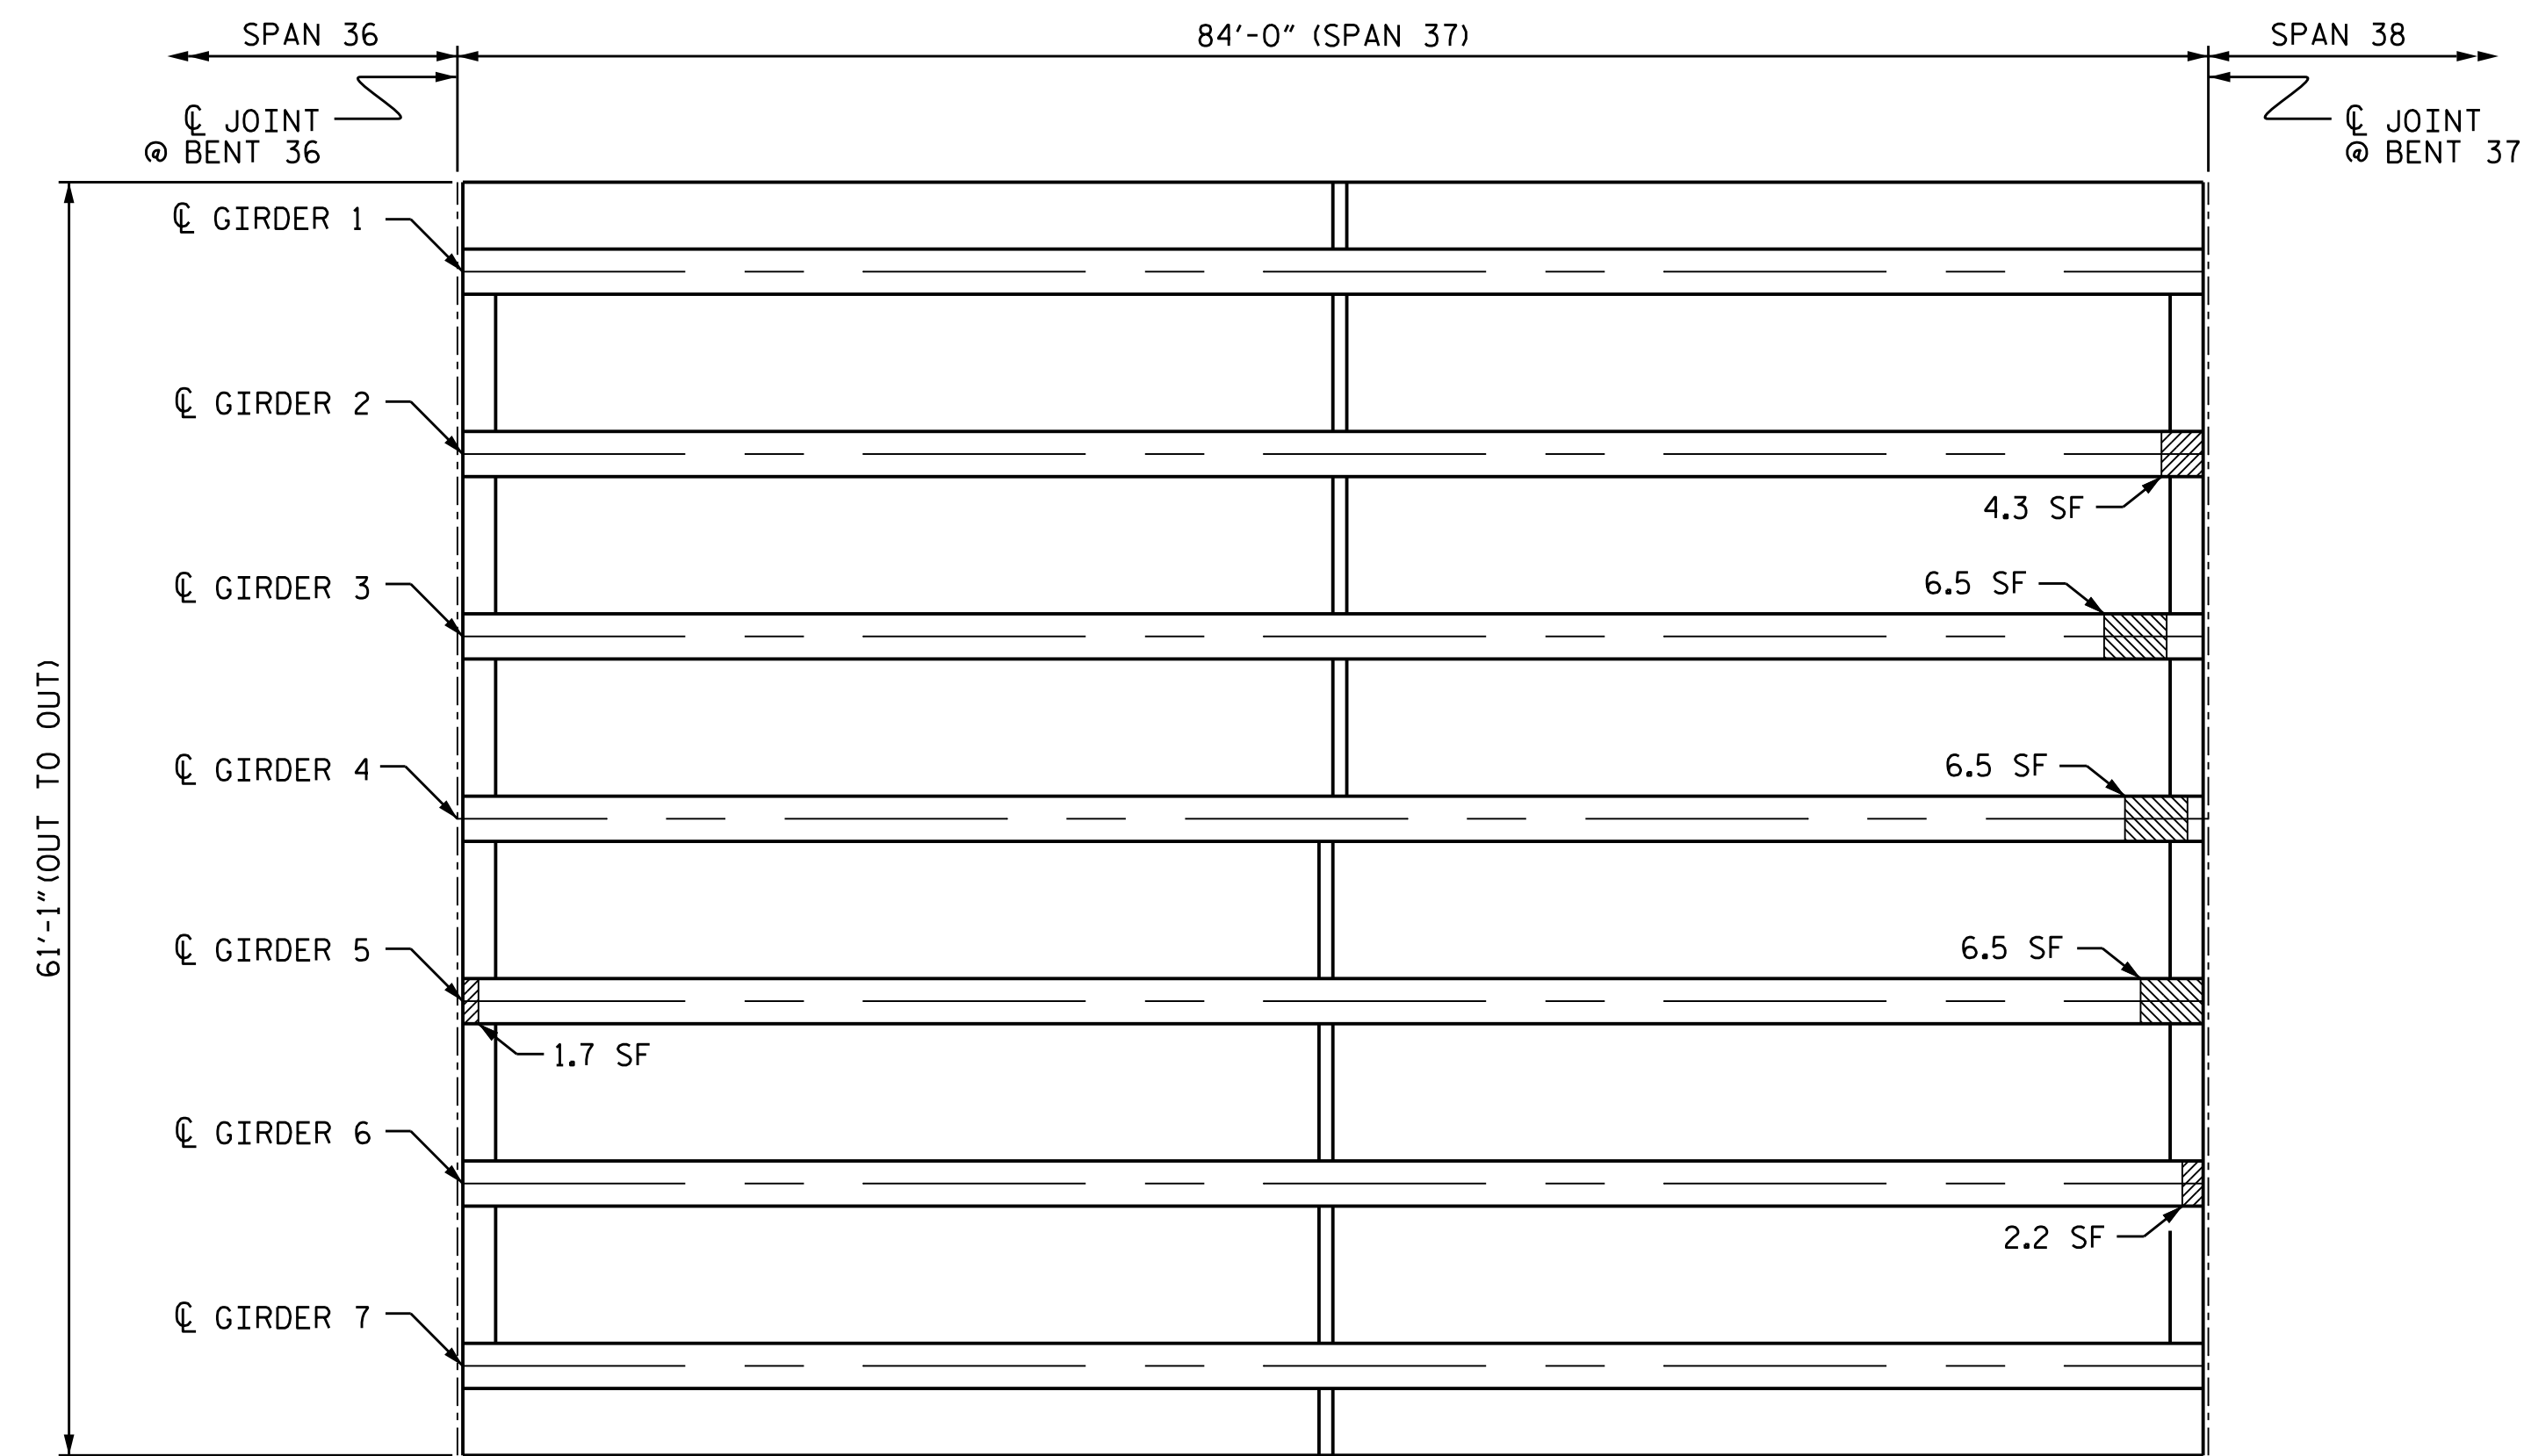 SPAN 36
84'-0" (SPAN 37)
SPAN 38
℄ JOINT
@ BENT 36
℄ JOINT
@ BENT 37
℄ GIRDER 1
℄ GIRDER 2
4.3 SF
℄ GIRDER 3
6.5 SF
61'-1"(OUT TO OUT)
℄ GIRDER 4
6.5 SF
℄ GIRDER 5
6.5 SF
1.7 SF
℄ GIRDER 6
2.2 SF
℄ GIRDER 7